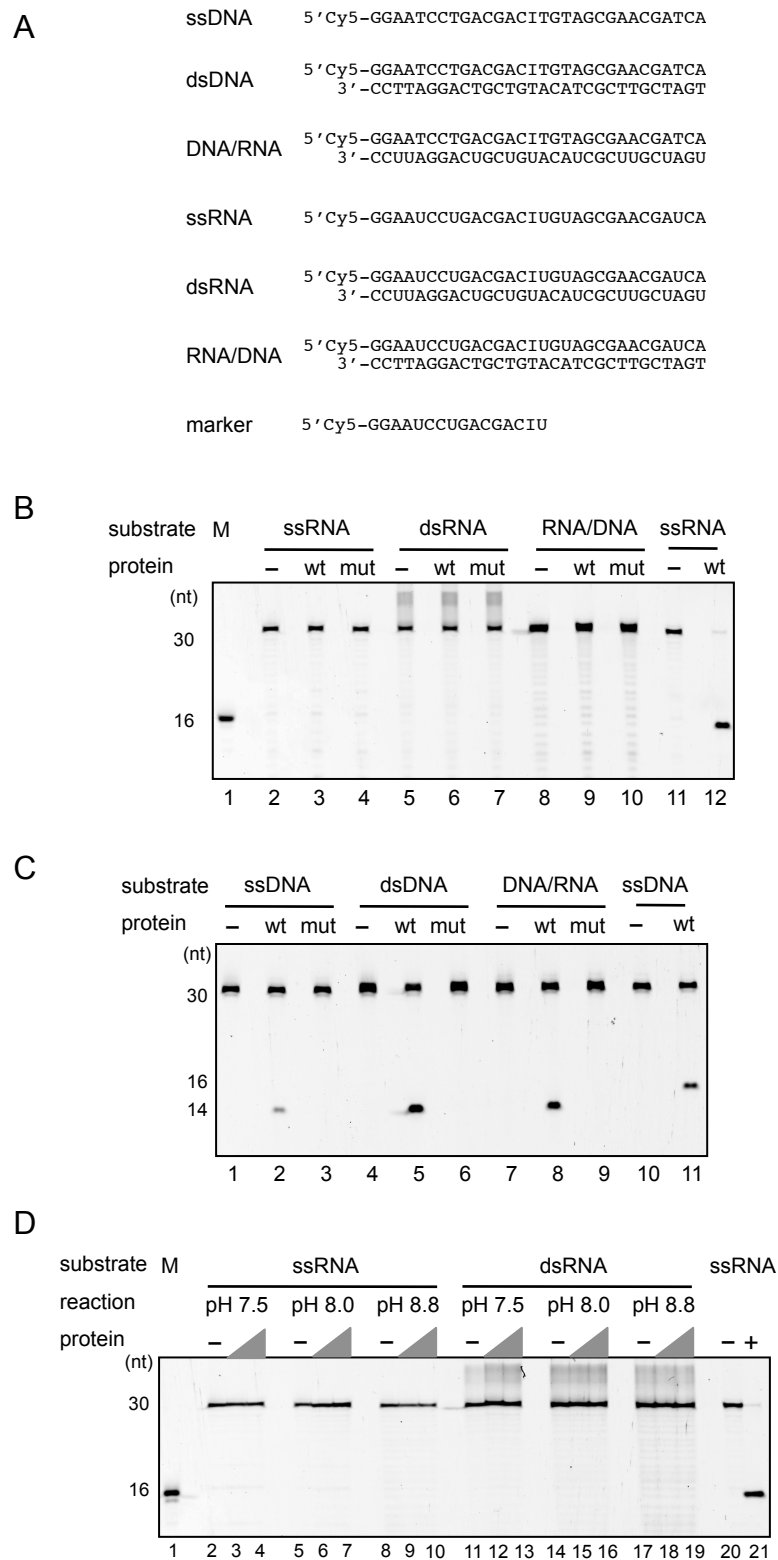 A
ssDNA 5'Cy5-GGAATCCTGACGACITGTAGCGAACGATCA
dsDNA 5'Cy5-GGAATCCTGACGACITGTAGCGAACGATCA
3'-CCTTAGGACTGCTGTACATCGCTTGCTAGT
DNA/RNA 5'Cy5-GGAATCCTGACGACITGTAGCGAACGATCA
3'-CCUUAGGACUGCUGUACAUCGCUUGCUAGU
ssRNA 5'Cy5-GGAAUCCUGACGACIUGUAGCGAACGAUCA
dsRNA 5'Cy5-GGAAUCCUGACGACIUGUAGCGAACGAUCA
3'-CCUUAGGACUGCUGUACAUCGCUUGCUAGU
RNA/DNA 5'Cy5-GGAAUCCUGACGACIUGUAGCGAACGAUCA
3'-CCTTAGGACTGCTGTACATCGCTTGCTAGT
marker 5'Cy5-GGAAUCCUGACGACIU
B
substrate M ssRNA dsRNA RNA/DNA ssRNA
protein – wt mut – wt mut – wt mut – wt
(nt)
30
16
1 2 3 4 5 6 7 8 9 10 11 12
C
substrate ssDNA dsDNA DNA/RNA ssDNA
protein – wt mut – wt mut – wt mut – wt
(nt)
30
16
14
1 2 3 4 5 6 7 8 9 10 11
D
substrate M ssRNA dsRNA ssRNA
reaction pH 7.5 pH 8.0 pH 8.8 pH 7.5 pH 8.0 pH 8.8
protein – – – – – – – +
(nt)
30
16
1 2 3 4 5 6 7 8 9 10 11 12 13 14 15 16 17 18 19 20 21